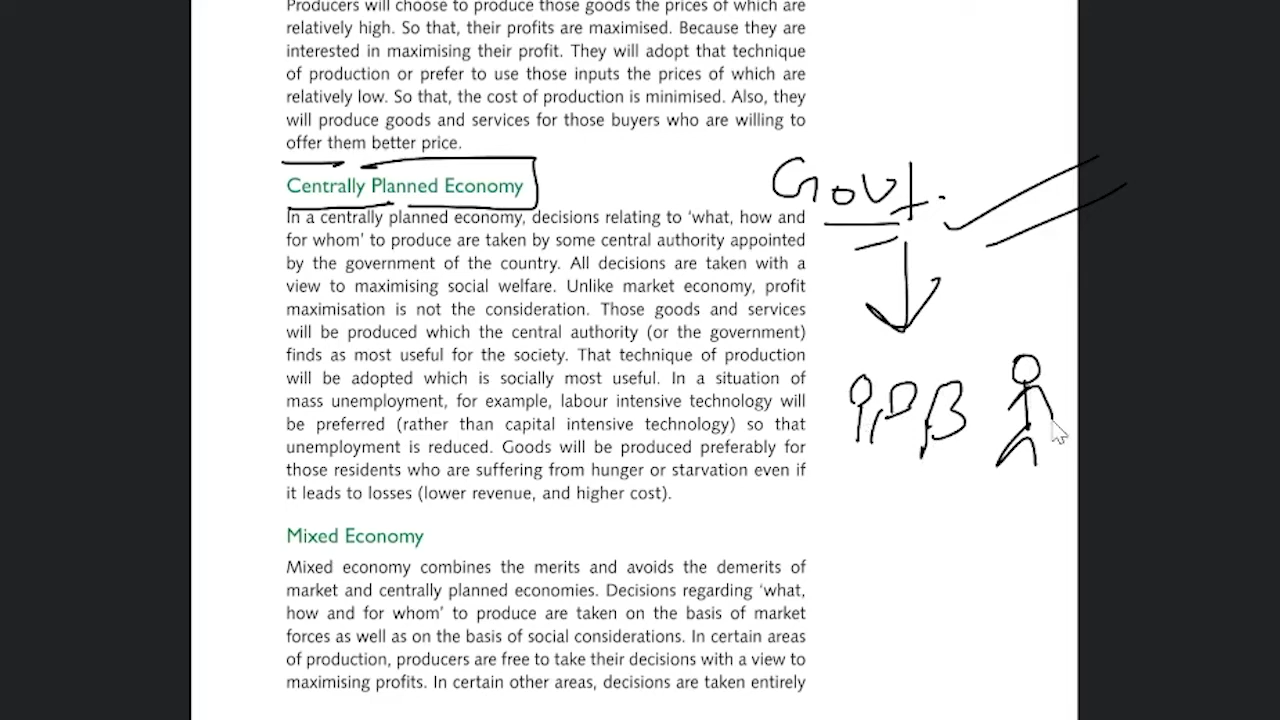 Producers will choose to produce those goods the prices of which are
relatively high. So that, their profits are maximised. Because they are
interested in maximising their profit. They will adopt that technique
of production or prefer to use those inputs the prices of which are
relatively low. So that, the cost of production is minimised. Also, they
will produce goods and services for those buyers who are willing to
offer them better price.
Centrally Planned Economy
Govt.
In a centrally planned economy, decisions relating to ‘what, how and
for whom’ to produce are taken by some central authority appointed
by the government of the country. All decisions are taken with a
view to maximising social welfare. Unlike market economy, profit
maximisation is not the consideration. Those goods and services
will be produced which the central authority (or the government)
finds as most useful for the society. That technique of production
will be adopted which is socially most useful. In a situation of
mass unemployment, for example, labour intensive technology will
be preferred (rather than capital intensive technology) so that
unemployment is reduced. Goods will be produced preferably for
those residents who are suffering from hunger or starvation even if
it leads to losses (lower revenue, and higher cost).
Mixed Economy
Mixed economy combines the merits and avoids the demerits of
market and centrally planned economies. Decisions regarding ‘what,
how and for whom’ to produce are taken on the basis of market
forces as well as on the basis of social considerations. In certain areas
of production, producers are free to take their decisions with a view to
maximising profits. In certain other areas, decisions are taken entirely